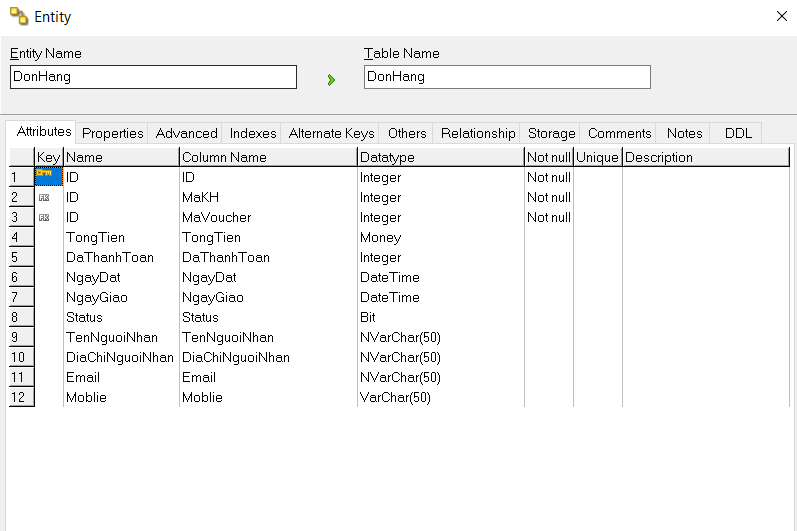 Entity
Entity Name
Table Name
DonHang
DonHang
Attributes Properties Advanced Indexes Alternate Keys Others Relationship Storage Comments Notes DDL
Key Name Column Name Datatype Not null Unique Description
1 ID ID Integer Not null
2 FK ID MaKH Integer Not null
3 FK ID MaVoucher Integer Not null
4 TongTien TongTien Money
5 DaThanhToan DaThanhToan Integer
6 NgayDat NgayDat DateTime
7 NgayGiao NgayGiao DateTime
8 Status Status Bit
9 TenNguoiNhan TenNguoiNhan NVarChar(50)
10 DiaChiNguoiNhan DiaChiNguoiNhan NVarChar(50)
11 Email Email NVarChar(50)
12 Moblie Moblie VarChar(50)